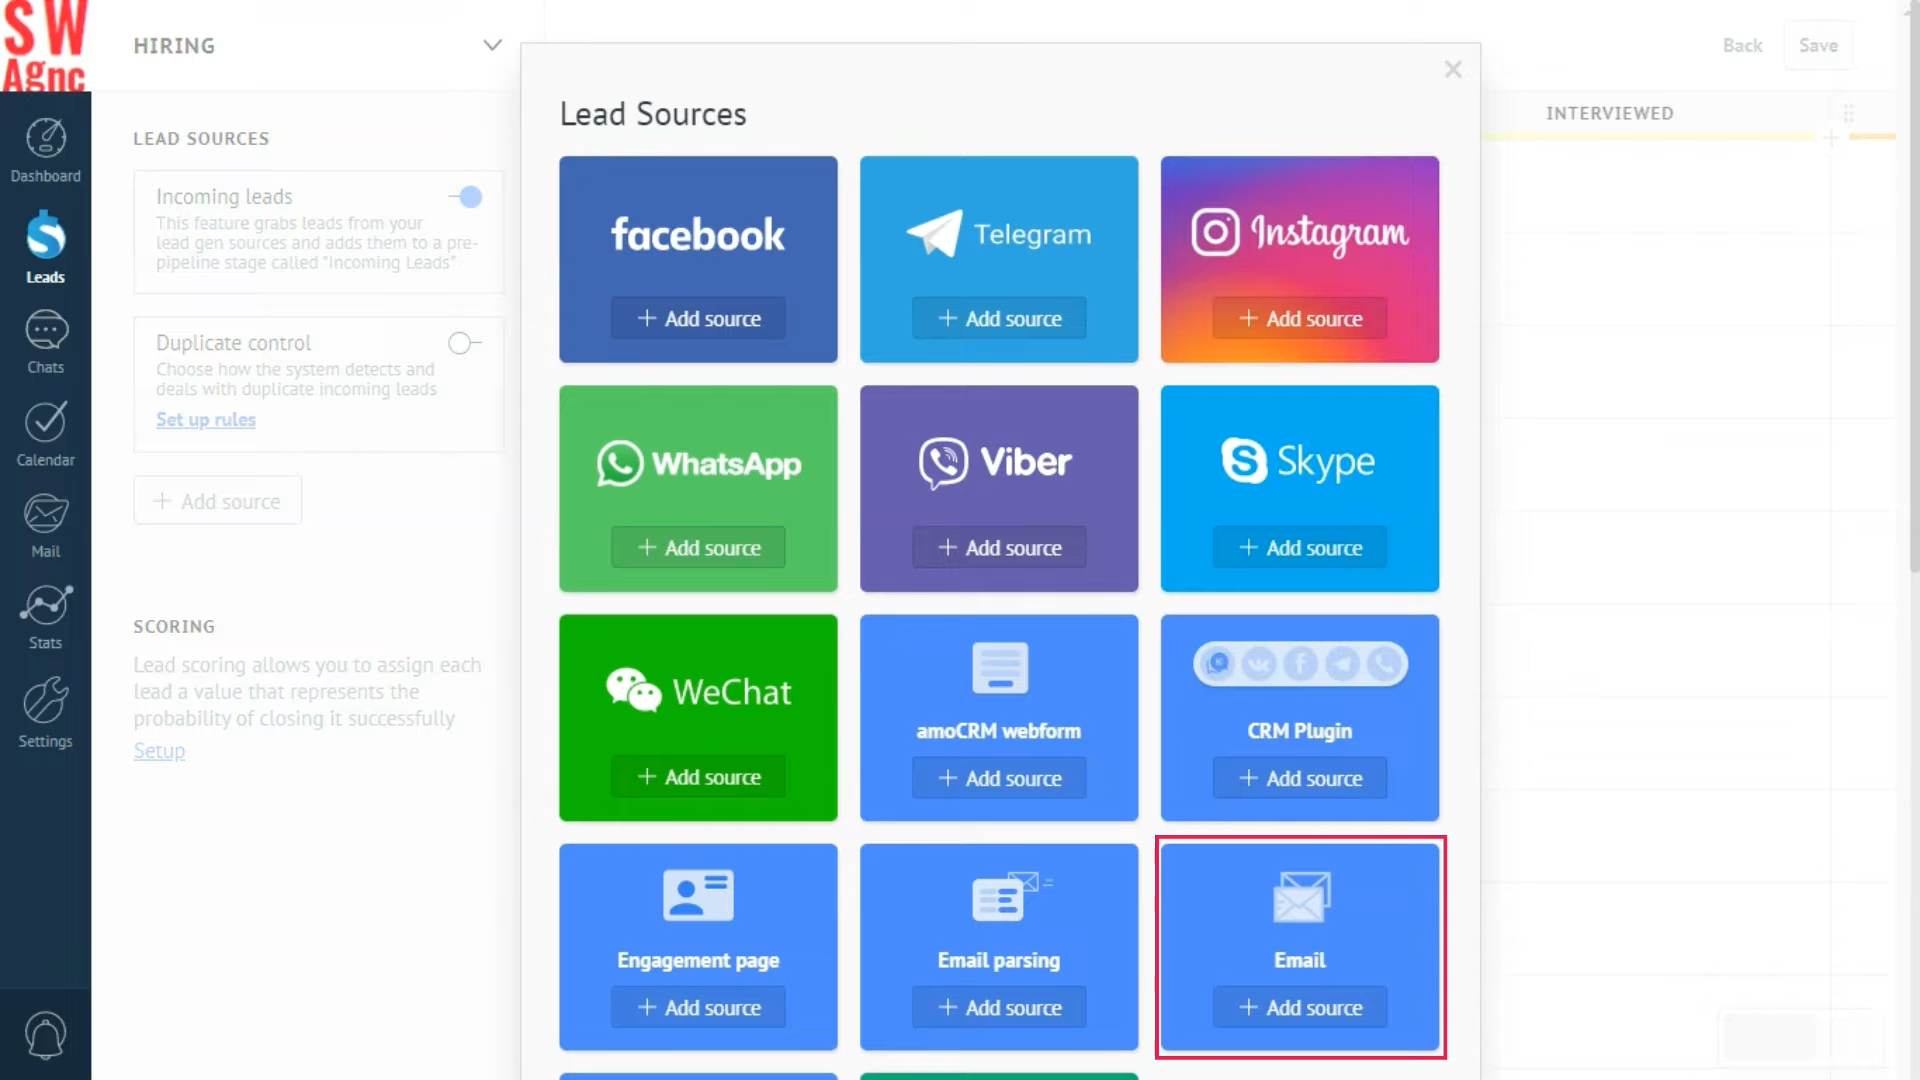 SW
Agnc
HIRING
Back
Save
Dashboard
Leads
Chats
Calendar
Mail
Stats
Settings
LEAD SOURCES
Incoming leads
This feature grabs leads from your
lead gen sources and adds them to a pre-
pipeline stage called "Incoming Leads"
Duplicate control
Choose how the system detects and
deals with duplicate incoming leads
Set up rules
+ Add source
SCORING
Lead scoring allows you to assign each
lead a value that represents the
probability of closing it successfully
Setup
Lead Sources
facebook
+ Add source
Telegram
+ Add source
Instagram
+ Add source
WhatsApp
+ Add source
Viber
+ Add source
Skype
+ Add source
WeChat
+ Add source
amoCRM webform
+ Add source
CRM Plugin
+ Add source
Engagement page
+ Add source
Email parsing
+ Add source
Email
+ Add source
INTERVIEWED